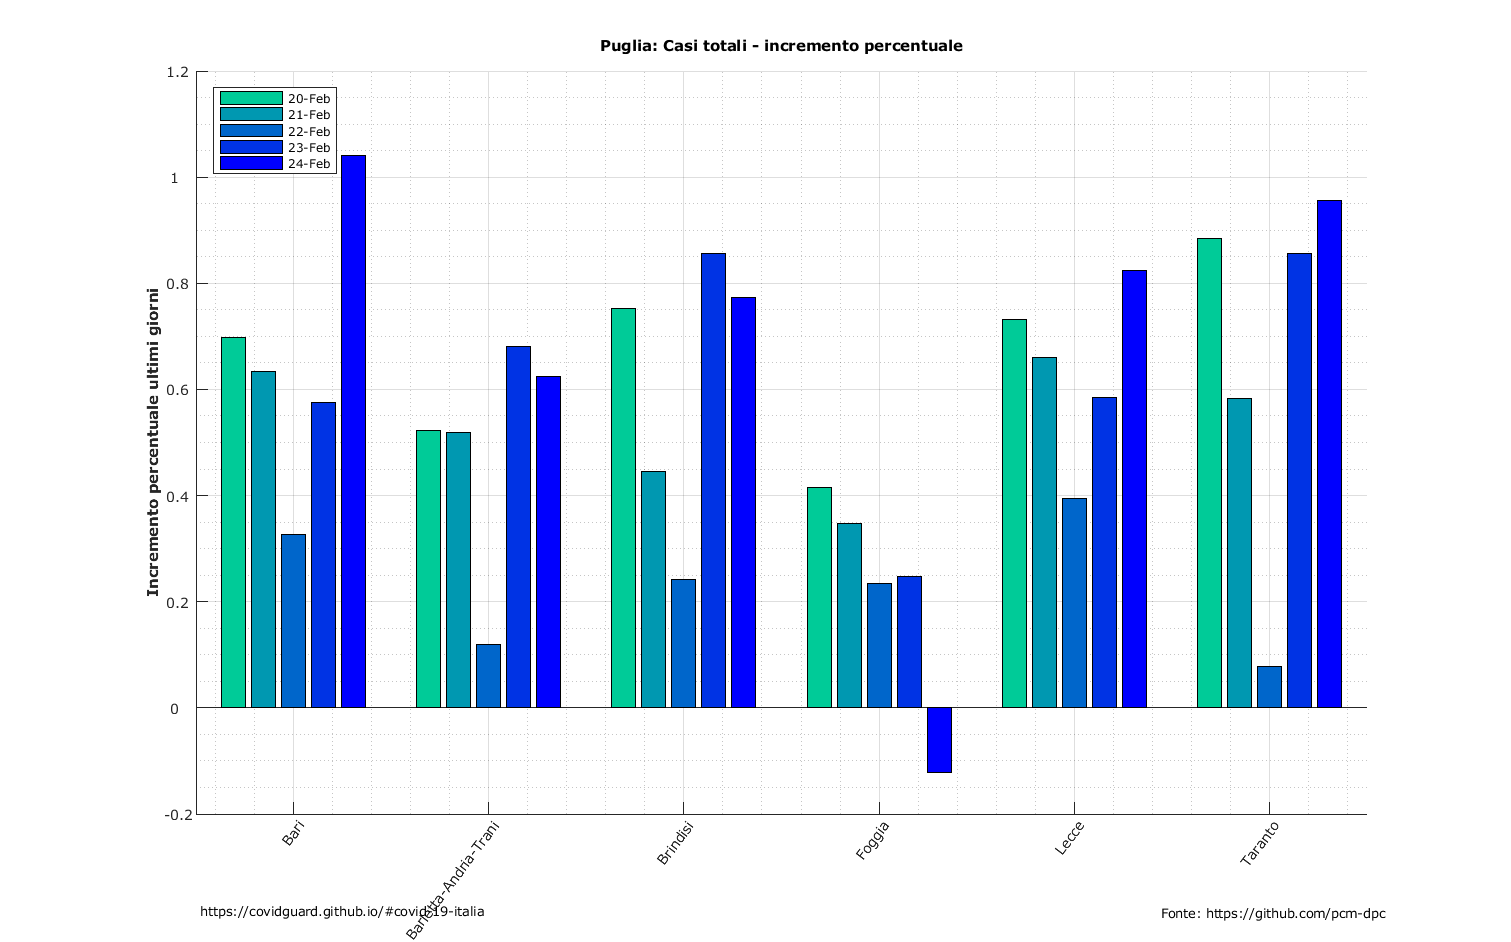 Puglia: Casi totali - incremento percentuale
Incremento percentuale ultimi giorni
1.2
1
0.8
0.6
0.4
0.2
0
-0.2
20-Feb
21-Feb
22-Feb
23-Feb
24-Feb
Bari
Barletta-Andria-Trani
Brindisi
Foggia
Lecce
Taranto
https://covidguard.github.io/#covid-19-italia
Fonte: https://github.com/pcm-dpc